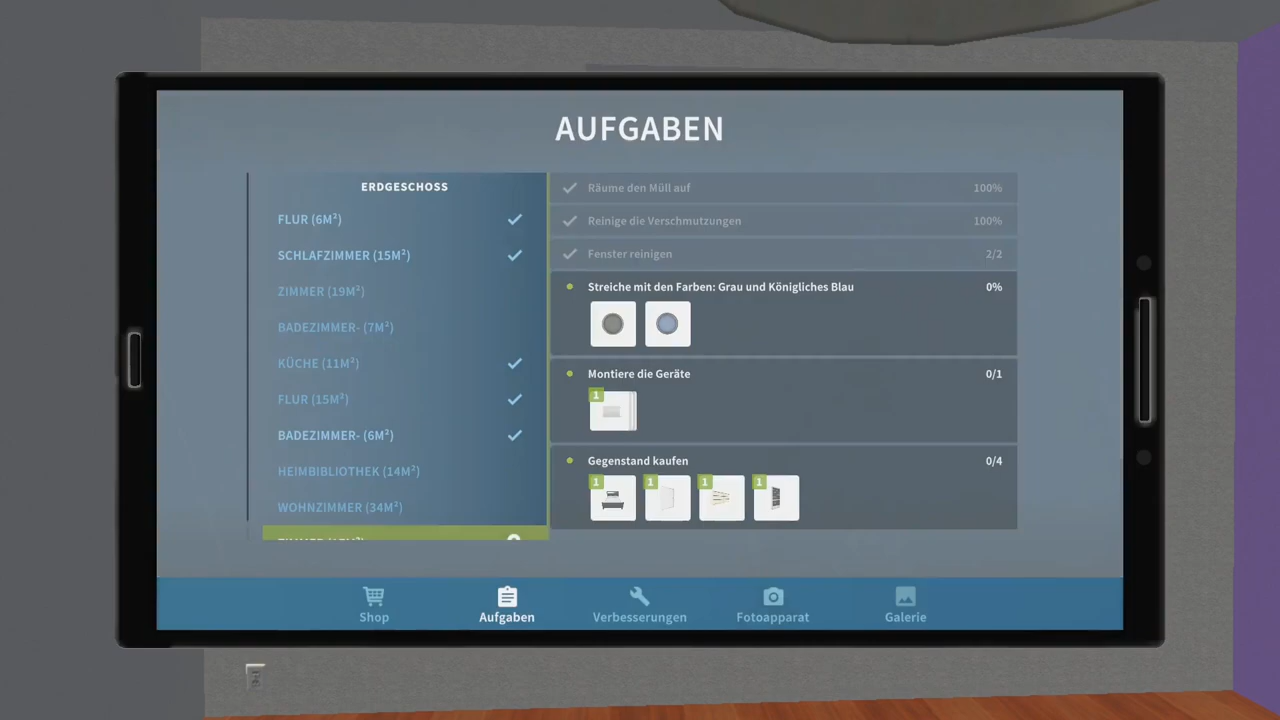 AUFGABEN
ERDGESCHOSS
FLUR (6M²)
SCHLAFZIMMER (15M²)
ZIMMER (19M²)
BADEZIMMER- (7M²)
KÜCHE (11M²)
FLUR (15M²)
BADEZIMMER- (6M²)
HEIMBIBLIOTHEK (14M²)
WOHNZIMMER (34M²)
Räume den Müll auf 100%
Reinige die Verschmutzungen 100%
Fenster reinigen 2/2
Streiche mit den Farben: Grau und Königliches Blau 0%
Montiere die Geräte 0/1
1
Gegenstand kaufen 0/4
1 1 1 1
Shop Aufgaben Verbesserungen Fotoapparat Galerie